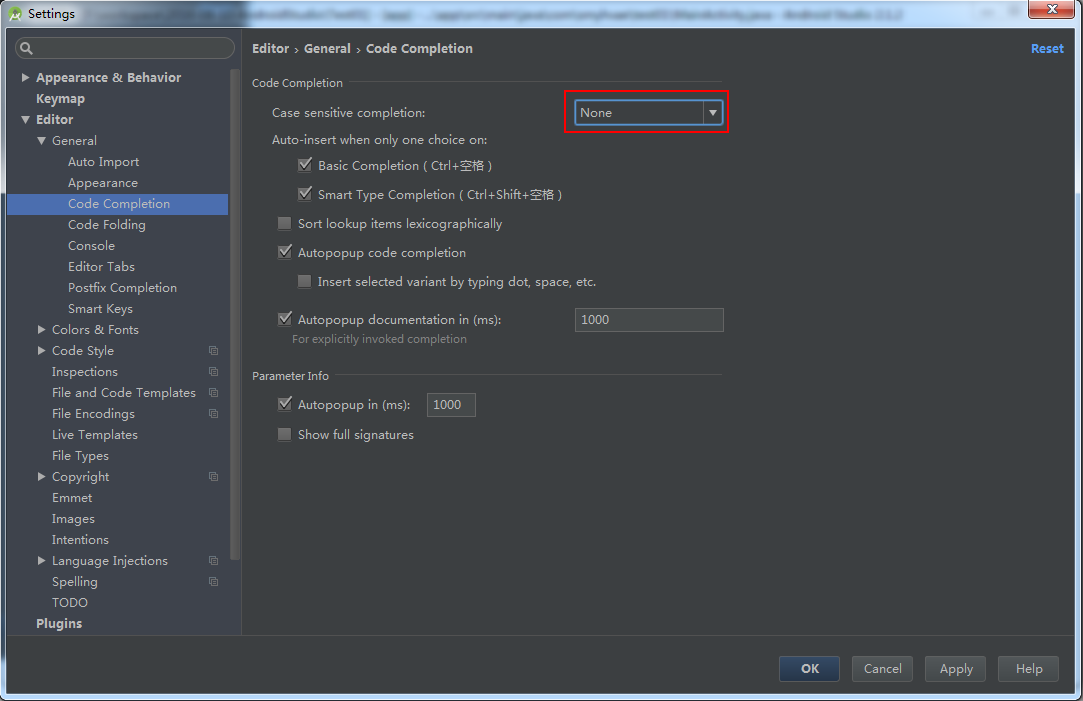 Settings
Editor › General › Code Completion
Reset
Appearance & Behavior
Keymap
Editor
General
Auto Import
Appearance
Code Completion
Code Folding
Console
Editor Tabs
Postfix Completion
Smart Keys
Colors & Fonts
Code Style
Inspections
File and Code Templates
File Encodings
Live Templates
File Types
Copyright
Emmet
Images
Intentions
Language Injections
Spelling
TODO
Plugins
Code Completion
Case sensitive completion: None
Auto-insert when only one choice on:
Basic Completion ( Ctrl+空格 )
Smart Type Completion ( Ctrl+Shift+空格 )
Sort lookup items lexicographically
Autopopup code completion
Insert selected variant by typing dot, space, etc.
Autopopup documentation in (ms): 1000
For explicitly invoked completion
Parameter Info
Autopopup in (ms): 1000
Show full signatures
OK Cancel Apply Help